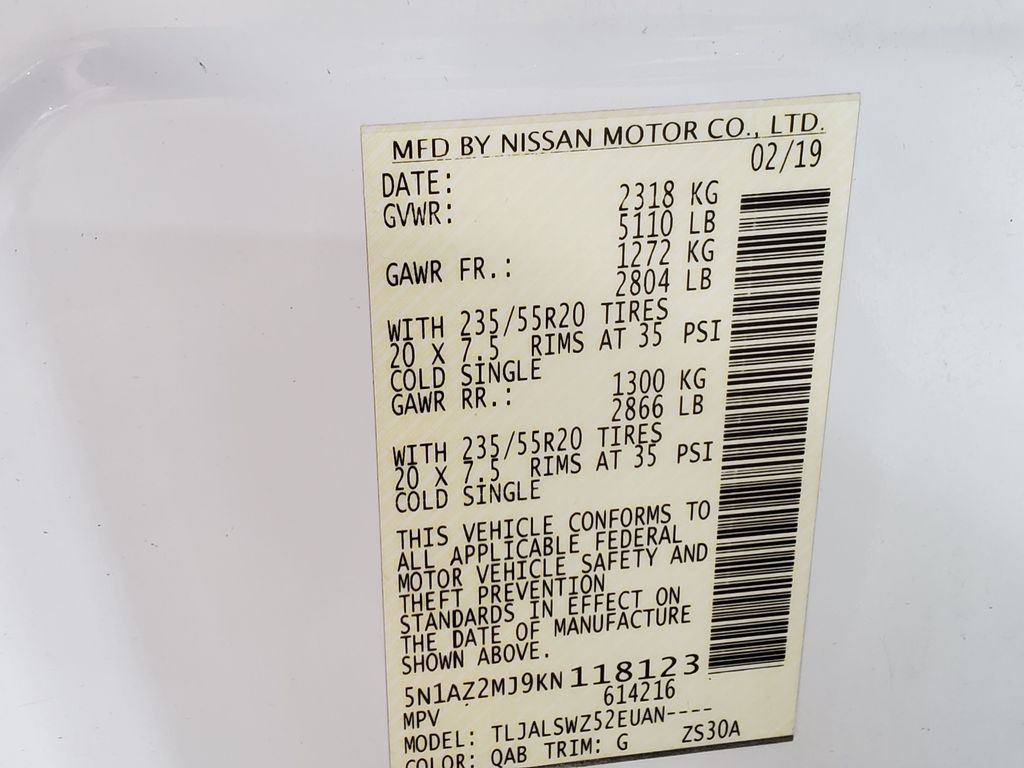 MFD BY NISSAN MOTOR CO., LTD.
DATE: 02/19
GVWR: 2318 KG
5110 LB
GAWR FR.: 1272 KG
2804 LB
WITH 235/55R20 TIRES
20 X 7.5 RIMS AT 35 PSI
COLD SINGLE
GAWR RR.: 1300 KG
2866 LB
WITH 235/55R20 TIRES
20 X 7.5 RIMS AT 35 PSI
COLD SINGLE
THIS VEHICLE CONFORMS TO
ALL APPLICABLE FEDERAL
MOTOR VEHICLE SAFETY AND
THEFT PREVENTION
STANDARDS IN EFFECT ON
THE DATE OF MANUFACTURE
SHOWN ABOVE.
5N1AZ2MJ9KN118123
MPV 614216
MODEL: TLJALSWZ52EUAN----
COLOR: QAB TRIM: G ZS30A